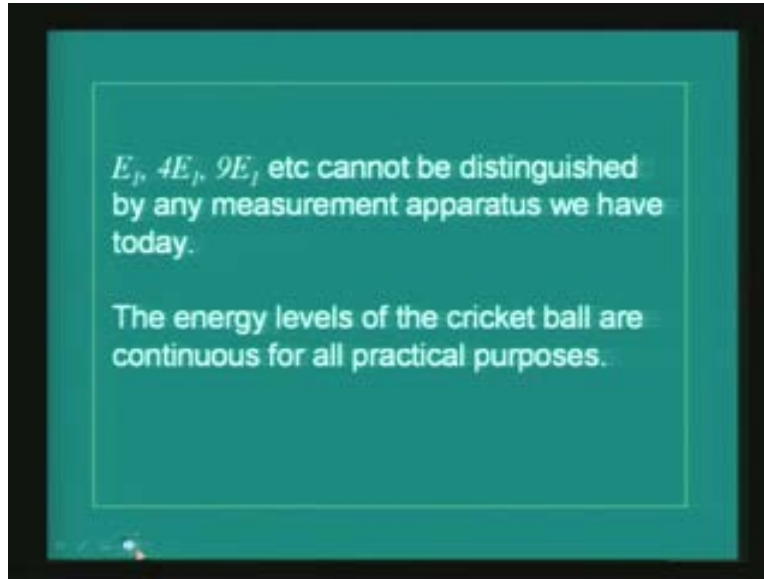 E₁, 4E₁, 9E₁ etc cannot be distinguished
by any measurement apparatus we have
today.
The energy levels of the cricket ball are
continuous for all practical purposes.